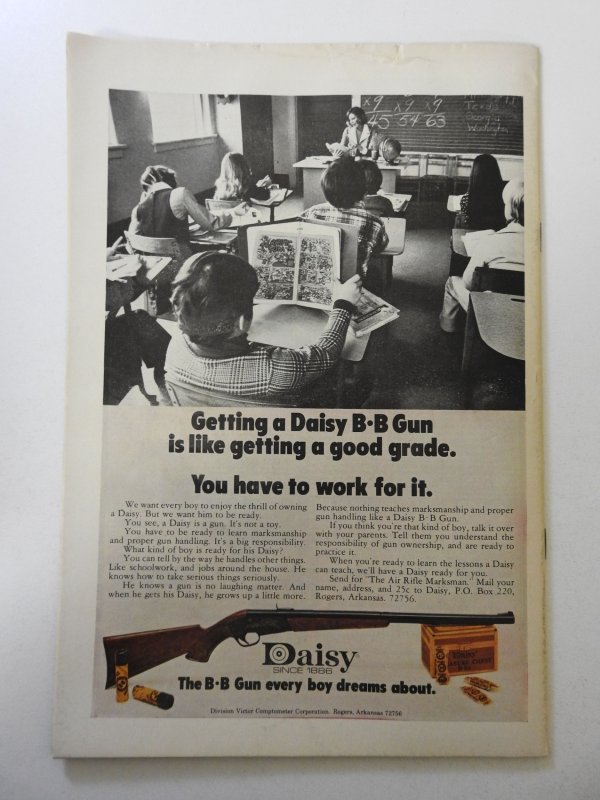 ×9 ×9 ×9
45 54 63
Texas
Georgia
Washington
Getting a Daisy B·B Gun
is like getting a good grade.
You have to work for it.
We want every boy to enjoy the thrill of owning
a Daisy. But we want him to be ready.
You see, a Daisy is a gun. It's not a toy.
You have to be ready to learn marksmanship
and proper gun handling. It's a big responsibility.
What kind of boy is ready for his Daisy?
You can tell by the way he handles other things.
Like schoolwork, and jobs around the house. He
knows how to take serious things seriously.
He knows a gun is no laughing matter. And
when he gets his Daisy, he grows up a little more.
Because nothing teaches marksmanship and proper
gun handling like a Daisy B·B Gun.
If you think you're that kind of boy, talk it over
with your parents. Tell them you understand the
responsibility of gun ownership, and are ready to
practice it.
When you're ready to learn the lessons a Daisy
can teach, we'll have a Daisy ready for you.
Send for "The Air Rifle Marksman." Mail your
name, address, and 25c to Daisy, P.O. Box 220,
Rogers, Arkansas. 72756.
Daisy
SINCE 1886
The B·B Gun every boy dreams about.
Division Victor Comptometer Corporation. Rogers, Arkansas 72756